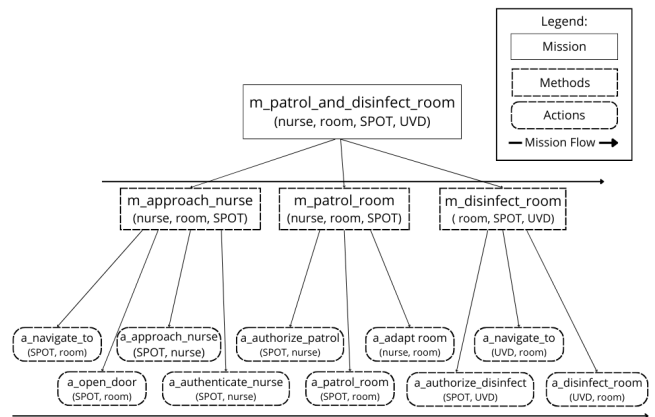 Legend:
Mission
Methods
Actions
Mission Flow
m_patrol_and_disinfect_room
(nurse, room, SPOT, UVD)
m_approach_nurse
(nurse, room, SPOT)
m_patrol_room
(nurse, room, SPOT)
m_disinfect_room
( room, SPOT, UVD)
a_navigate_to
(SPOT, room)
a_approach_nurse
(SPOT, nurse)
a_authorize_patrol
(SPOT, nurse)
a_adapt room
(nurse, room)
a_navigate_to
(UVD, room)
a_open_door
(SPOT, room)
a_authenticate_nurse
(SPOT, nurse)
a_patrol_room
(SPOT, room)
a_authorize_disinfect
(SPOT, UVD)
a_disinfect_room
(UVD, room)